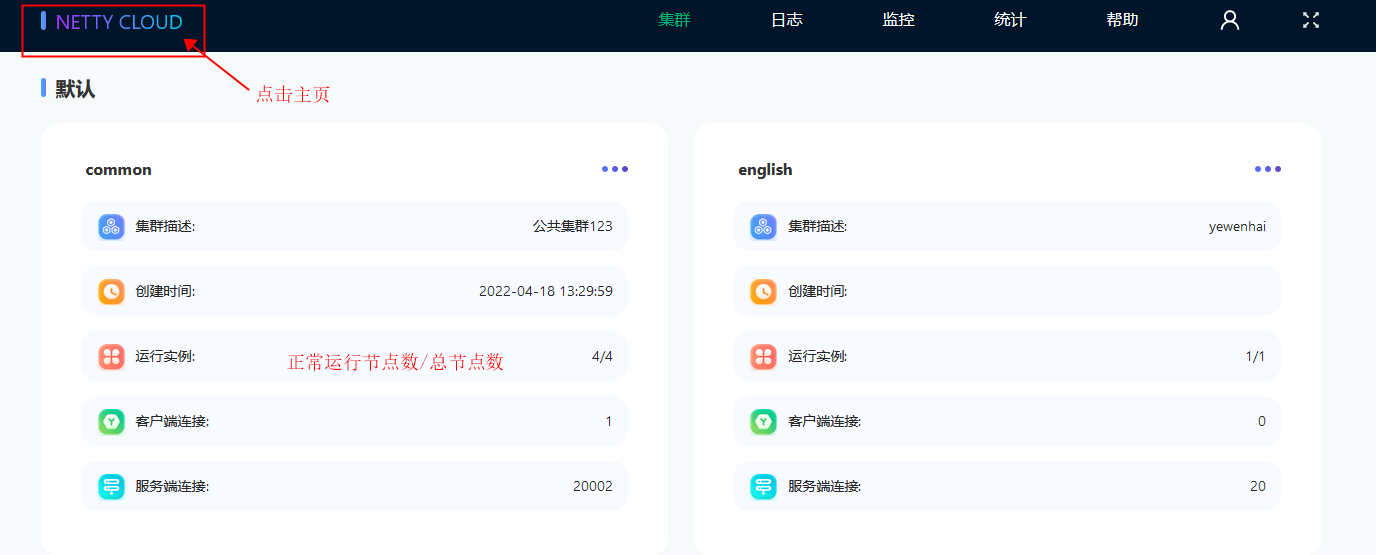 NETTY CLOUD 集群 日志 监控 统计 帮助
默认
点击主页
common
集群描述: 公共集群123
创建时间: 2022-04-18 13:29:59
运行实例: 正常运行节点数/总节点数 4/4
客户端连接: 1
服务端连接: 20002
english
集群描述: yewenhai
创建时间:
运行实例: 1/1
客户端连接: 0
服务端连接: 20